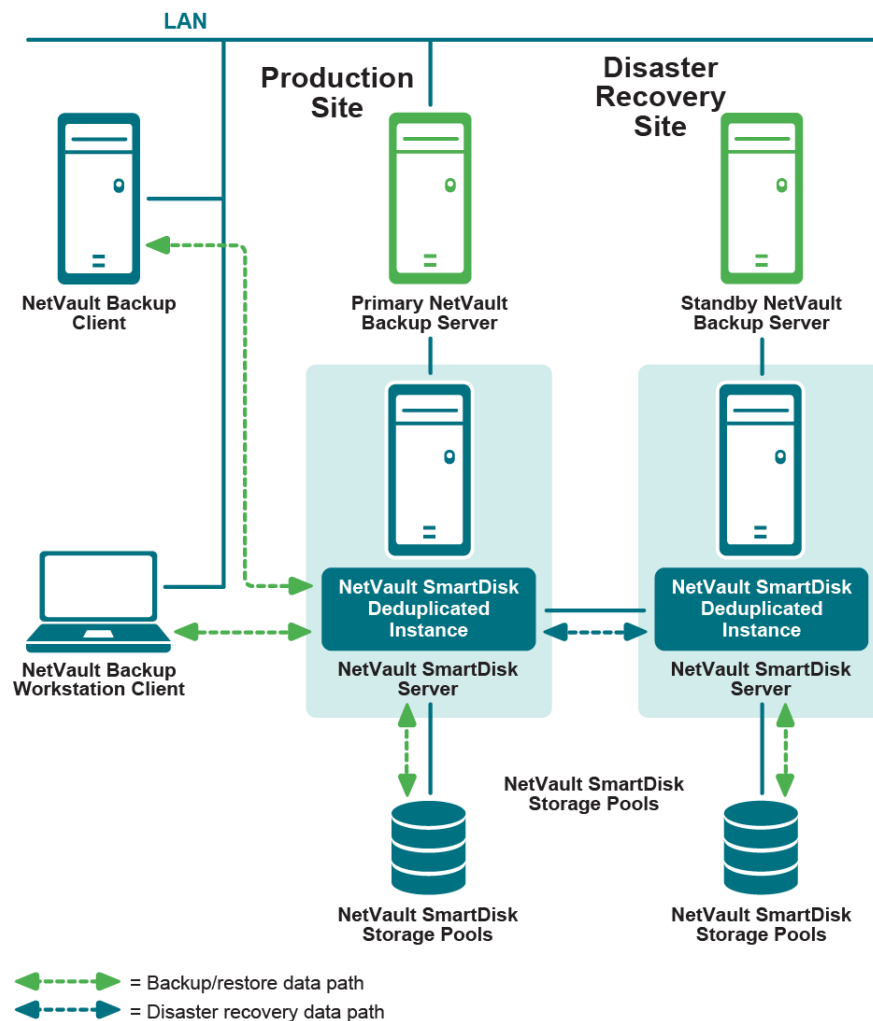 LAN
Production
Site
Disaster
Recovery
Site
NetVault Backup
Client
Primary NetVault
Backup Server
Standby NetVault
Backup Server
NetVault SmartDisk
Deduplicated
Instance
NetVault SmartDisk
Deduplicated
Instance
NetVault Backup
Workstation Client
NetVault SmartDisk
Server
NetVault SmartDisk
Server
NetVault SmartDisk
Storage Pools
NetVault SmartDisk
Storage Pools
NetVault SmartDisk
Storage Pools
= Backup/restore data path
= Disaster recovery data path